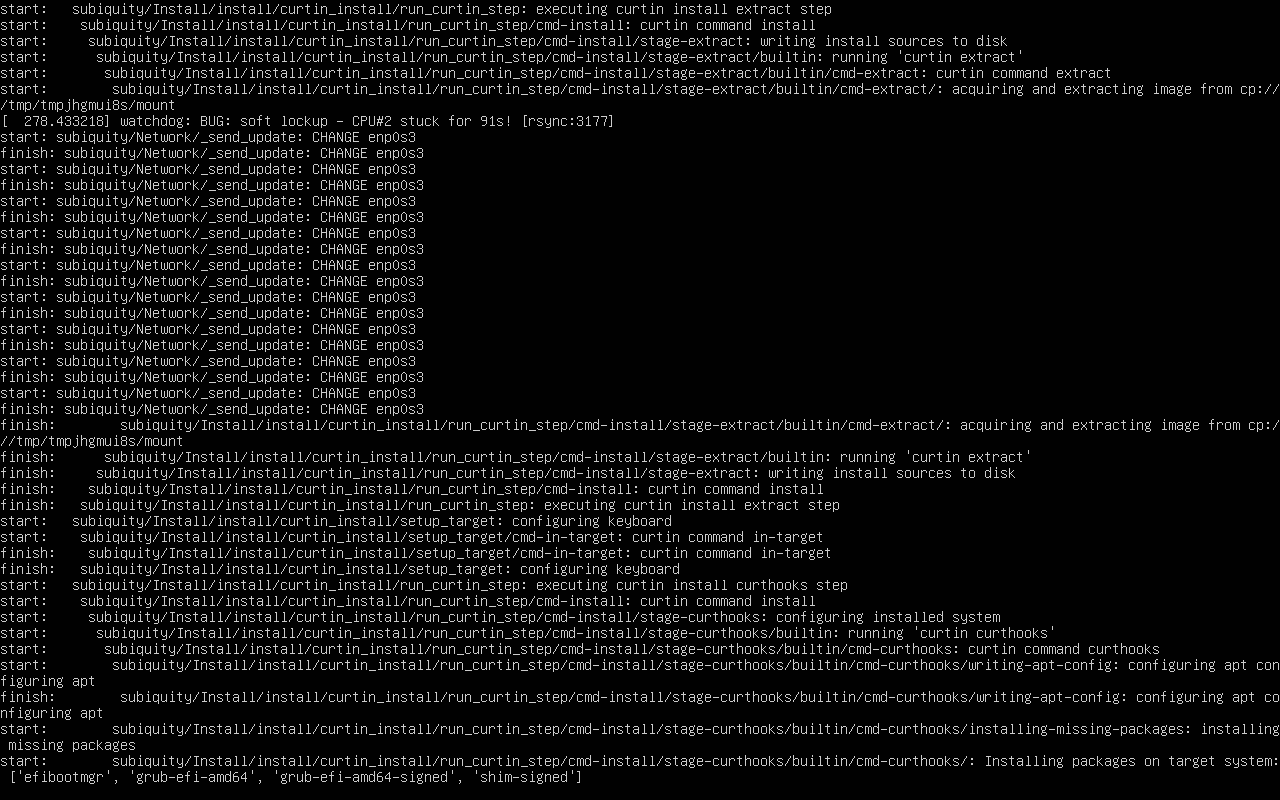 start:   subiquity/Install/install/curtin_install/run_curtin_step: executing curtin install extract step
start:    subiquity/Install/install/curtin_install/run_curtin_step/cmd-install: curtin command install
start:     subiquity/Install/install/curtin_install/run_curtin_step/cmd-install/stage-extract: writing install sources to disk
start:      subiquity/Install/install/curtin_install/run_curtin_step/cmd-install/stage-extract/builtin: running 'curtin extract'
start:       subiquity/Install/install/curtin_install/run_curtin_step/cmd-install/stage-extract/builtin/cmd-extract: curtin command extract
start:        subiquity/Install/install/curtin_install/run_curtin_step/cmd-install/stage-extract/builtin/cmd-extract/: acquiring and extracting image from cp://
/tmp/tmpjhgmui8s/mount
[  278.433218] watchdog: BUG: soft lockup - CPU#2 stuck for 91s! [rsync:3177]
start: subiquity/Network/_send_update: CHANGE enp0s3
finish: subiquity/Network/_send_update: CHANGE enp0s3
start: subiquity/Network/_send_update: CHANGE enp0s3
finish: subiquity/Network/_send_update: CHANGE enp0s3
start: subiquity/Network/_send_update: CHANGE enp0s3
finish: subiquity/Network/_send_update: CHANGE enp0s3
start: subiquity/Network/_send_update: CHANGE enp0s3
finish: subiquity/Network/_send_update: CHANGE enp0s3
start: subiquity/Network/_send_update: CHANGE enp0s3
finish: subiquity/Network/_send_update: CHANGE enp0s3
start: subiquity/Network/_send_update: CHANGE enp0s3
finish: subiquity/Network/_send_update: CHANGE enp0s3
start: subiquity/Network/_send_update: CHANGE enp0s3
finish: subiquity/Network/_send_update: CHANGE enp0s3
start: subiquity/Network/_send_update: CHANGE enp0s3
finish: subiquity/Network/_send_update: CHANGE enp0s3
start: subiquity/Network/_send_update: CHANGE enp0s3
finish: subiquity/Network/_send_update: CHANGE enp0s3
finish:        subiquity/Install/install/curtin_install/run_curtin_step/cmd-install/stage-extract/builtin/cmd-extract/: acquiring and extracting image from cp:/
//tmp/tmpjhgmui8s/mount
finish:      subiquity/Install/install/curtin_install/run_curtin_step/cmd-install/stage-extract/builtin: running 'curtin extract'
finish:     subiquity/Install/install/curtin_install/run_curtin_step/cmd-install/stage-extract: writing install sources to disk
finish:    subiquity/Install/install/curtin_install/run_curtin_step/cmd-install: curtin command install
finish:   subiquity/Install/install/curtin_install/run_curtin_step: executing curtin install extract step
start:   subiquity/Install/install/curtin_install/setup_target: configuring keyboard
start:    subiquity/Install/install/curtin_install/setup_target/cmd-in-target: curtin command in-target
finish:    subiquity/Install/install/curtin_install/setup_target/cmd-in-target: curtin command in-target
finish:   subiquity/Install/install/curtin_install/setup_target: configuring keyboard
start:   subiquity/Install/install/curtin_install/run_curtin_step: executing curtin install curthooks step
start:    subiquity/Install/install/curtin_install/run_curtin_step/cmd-install: curtin command install
start:     subiquity/Install/install/curtin_install/run_curtin_step/cmd-install/stage-curthooks: configuring installed system
start:      subiquity/Install/install/curtin_install/run_curtin_step/cmd-install/stage-curthooks/builtin: running 'curtin curthooks'
start:       subiquity/Install/install/curtin_install/run_curtin_step/cmd-install/stage-curthooks/builtin/cmd-curthooks: curtin command curthooks
start:        subiquity/Install/install/curtin_install/run_curtin_step/cmd-install/stage-curthooks/builtin/cmd-curthooks/writing-apt-config: configuring apt con
figuring apt
finish:        subiquity/Install/install/curtin_install/run_curtin_step/cmd-install/stage-curthooks/builtin/cmd-curthooks/writing-apt-config: configuring apt co
nfiguring apt
start:        subiquity/Install/install/curtin_install/run_curtin_step/cmd-install/stage-curthooks/builtin/cmd-curthooks/installing-missing-packages: installing
 missing packages
start:        subiquity/Install/install/curtin_install/run_curtin_step/cmd-install/stage-curthooks/builtin/cmd-curthooks/: Installing packages on target system:
 ['efibootmgr', 'grub-efi-amd64', 'grub-efi-amd64-signed', 'shim-signed']